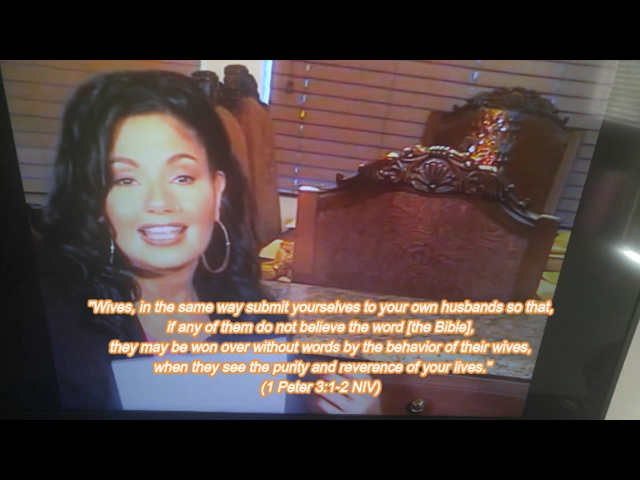 "Wives, in the same way submit yourselves to your own husbands so that,
if any of them do not believe the word [the Bible],
they may be won over without words by the behavior of their wives,
when they see the purity and reverence of your lives."
(1 Peter 3:1-2 NIV)